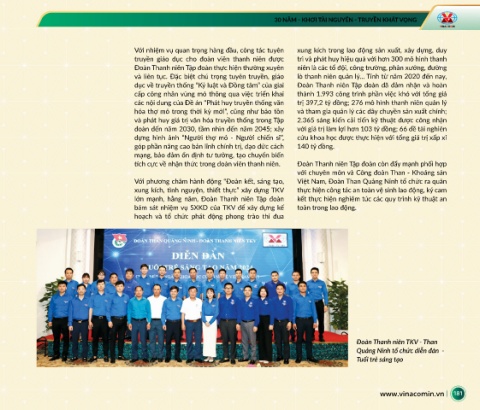 30 NĂM - KHƠI TÀI NGUYÊN - TRUYỀN KHÁT VỌNG
Với nhiệm vụ quan trọng hàng đầu, công tác tuyên
truyền giáo dục cho đoàn viên thanh niên được
Đoàn Thanh niên Tập đoàn thực hiện thường xuyên
và liên tục. Đặc biệt chú trọng tuyên truyền, giáo
dục về truyền thống "Kỷ luật và Đồng tâm" của giai
cấp công nhân vùng mỏ thông qua việc triển khai
các nội dung của Đề án "Phát huy truyền thống văn
hóa thợ mỏ trong thời kỳ mới", cũng như bảo tồn
và phát huy giá trị văn hóa truyền thống trong Tập
đoàn đến năm 2030, tầm nhìn đến năm 2045; xây
dựng hình ảnh "Người thợ mỏ - Người chiến sĩ",
góp phần nâng cao bản lĩnh chính trị, đạo đức cách
mạng, bảo đảm ổn định tư tưởng, tạo chuyển biến
tích cực về nhận thức trong đoàn viên thanh niên.
Với phương châm hành động "Đoàn kết, sáng tạo,
xung kích, tình nguyện, thiết thực" xây dựng TKV
lớn mạnh, hằng năm, Đoàn Thanh niên Tập đoàn
bám sát nhiệm vụ SXKD của TKV để xây dựng kế
hoạch và tổ chức phát động phong trào thi đua
xung kích trong lao động sản xuất, xây dựng, duy
trì và phát huy hiệu quả với hơn 300 mô hình thanh
niên là các tổ đội, công trường, phân xưởng, đường
lò thanh niên quản lý... Tính từ năm 2020 đến nay,
Đoàn Thanh niên Tập đoàn đã đảm nhận và hoàn
thành 1.993 công trình phần việc khó với tổng giá
trị 397,2 tỷ đồng; 276 mô hình thanh niên quản lý
và tham gia quản lý các dây chuyền sản xuất chính;
2.365 sáng kiến cải tiến kỹ thuật được công nhận
với giá trị làm lợi hơn 103 tỷ đồng; 66 đề tài nghiên
cứu khoa học được thực hiện với tổng giá trị xấp xỉ
140 tỷ đồng.
Đoàn Thanh niên Tập đoàn còn đẩy mạnh phối hợp
với chuyên môn và Công đoàn Than - Khoáng sản
Việt Nam, Đoàn Than Quảng Ninh tổ chức ra quân
thực hiện công tác an toàn vệ sinh lao động, ký cam
kết thực hiện nghiêm túc các quy trình kỹ thuật an
toàn trong lao động.
ĐOÀN THAN QUẢNG NINH - ĐOÀN THANH NIÊN TKV
DIỄN ĐÀN
TUỔI TRẺ SÁNG TẠO NĂM
Đoàn Thanh niên TKV - Than
Quảng Ninh tổ chức diễn đàn -
Tuổi trẻ sáng tạo
www.vinacomin.vn | 181